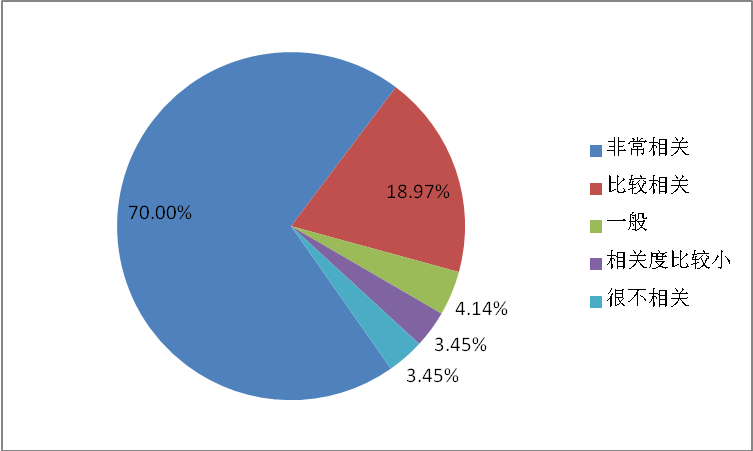 70.00%
18.97%
4.14%
3.45%
3.45%
非常相关
比较相关
一般
相关度比较小
很不相关